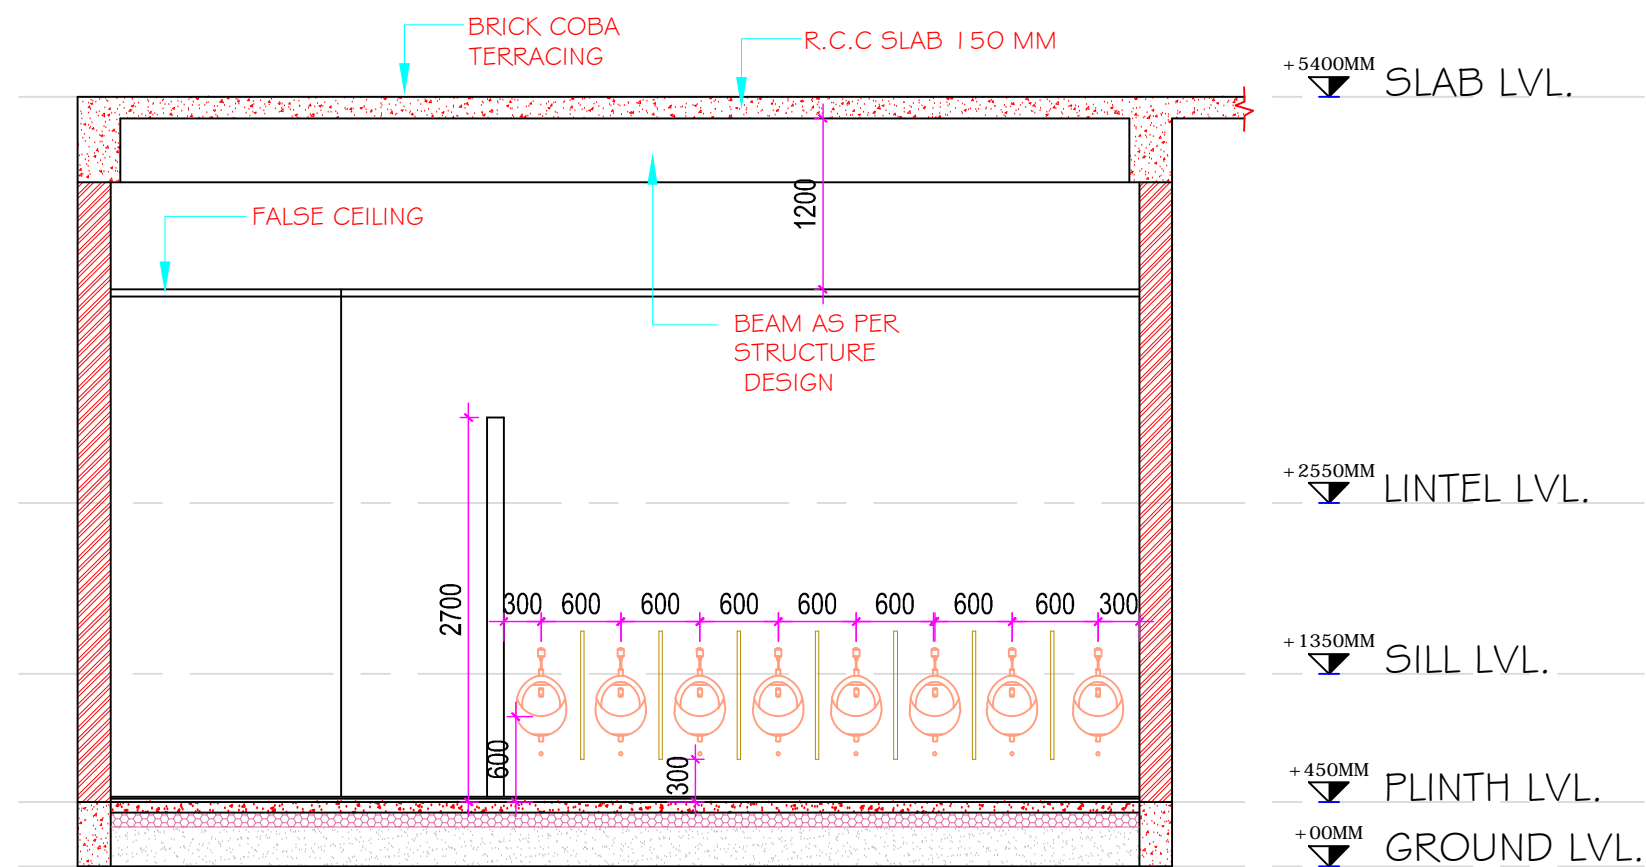 BRICK COBA
TERRACING
R.C.C SLAB 150 MM
+5400MM
SLAB LVL.
1200
FALSE CEILING
BEAM AS PER
STRUCTURE
DESIGN
+2550MM
LINTEL LVL.
2700
300 600 600 600 600 600 600 600 300
+1350MM
SILL LVL.
600
300
+450MM
PLINTH LVL.
+00MM
GROUND LVL.